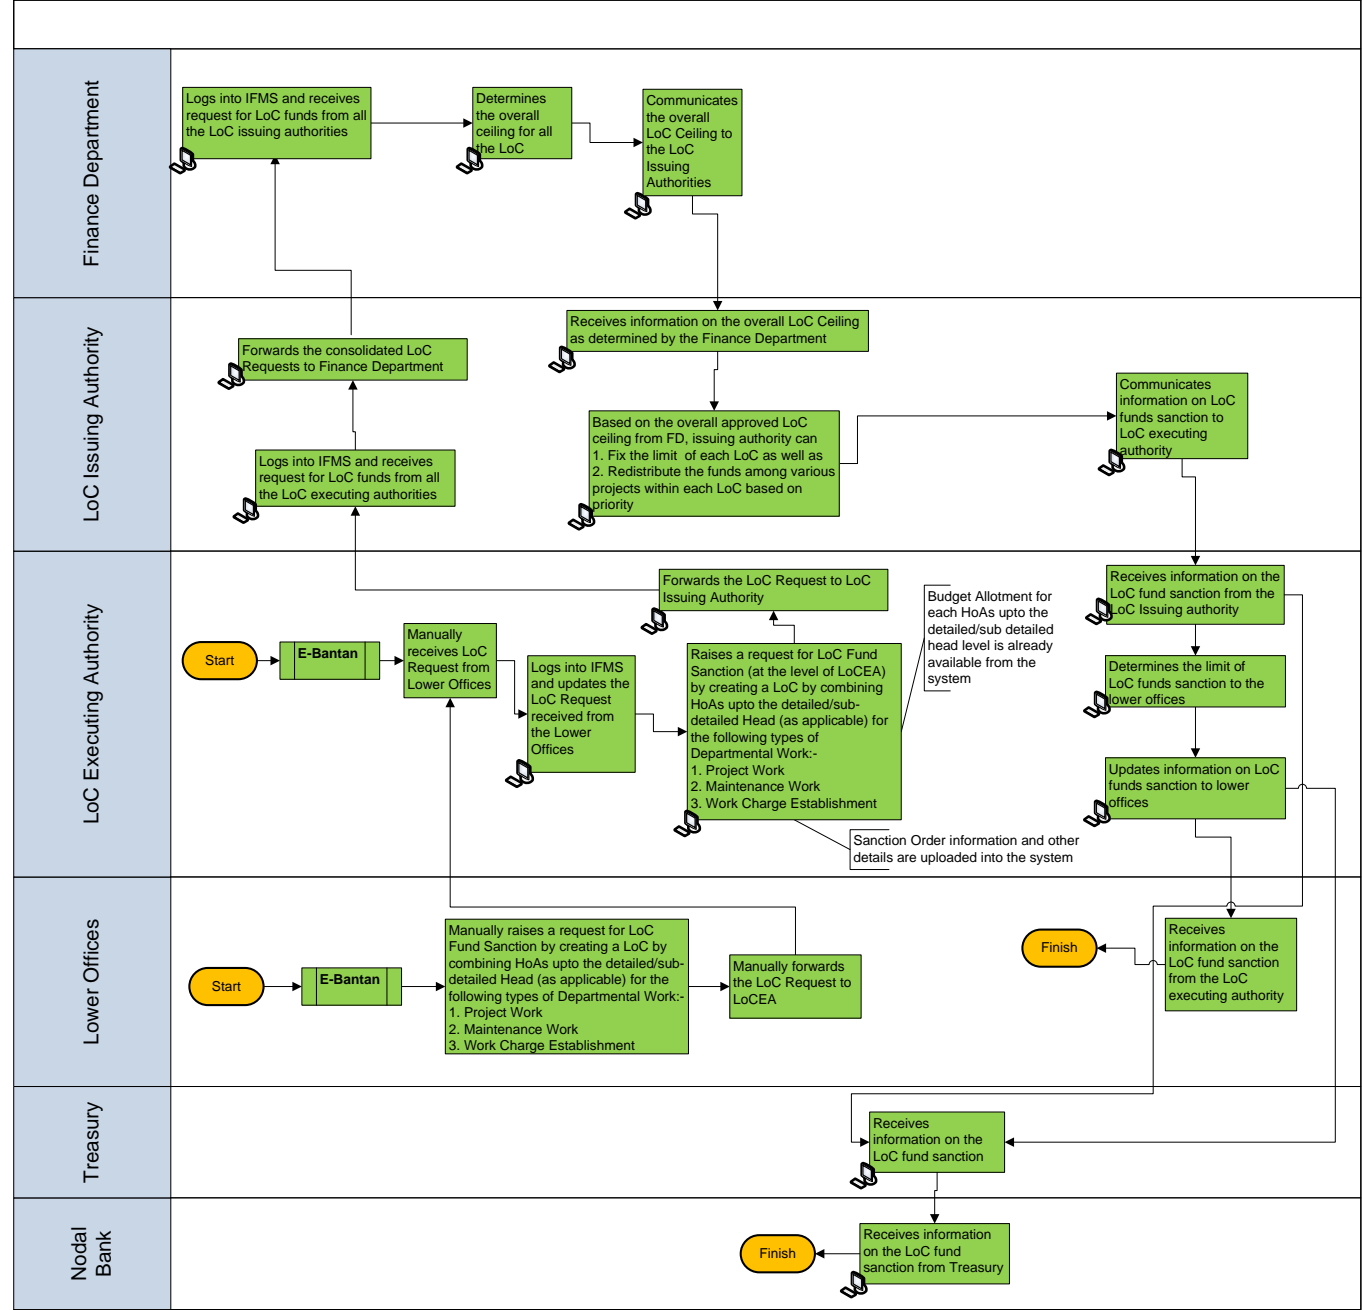 Finance Department
Logs into IFMS and receives
request for LoC funds from all
the LoC issuing authorities
Determines
the overall
ceiling for all
the LoC
Communicates
the overall
LoC Ceiling to
the LoC
Issuing
Authorities
LoC Issuing Authority
Forwards the consolidated LoC
Requests to Finance Department
Logs into IFMS and receives
request for LoC funds from all
the LoC executing authorities
Receives information on the overall LoC Ceiling
as determined by the Finance Department
Based on the overall approved LoC
ceiling from FD, issuing authority can
1. Fix the limit of each LoC as well as
2. Redistribute the funds among various
projects within each LoC based on
priority
Communicates
information on LoC
funds sanction to
LoC executing
authority
LoC Executing Authority
Start
E-Bantan
Manually
receives LoC
Request from
Lower Offices
Logs into IFMS
and updates the
LoC Request
received from
the Lower
Offices
Forwards the LoC Request to LoC
Issuing Authority
Raises a request for LoC Fund
Sanction (at the level of LoCEA)
by creating a LoC by combining
HoAs upto the detailed/sub-
detailed Head (as applicable) for
the following types of
Departmental Work:-
1. Project Work
2. Maintenance Work
3. Work Charge Establishment
Budget Allotment for
each HoAs upto the
detailed/sub detailed
head level is already
available from the
system
Sanction Order information and other
details are uploaded into the system
Receives information on the
LoC fund sanction from the
LoC Issuing authority
Determines the limit of
LoC funds sanction to the
lower offices
Updates information on LoC
funds sanction to lower
offices
Lower Offices
Start
E-Bantan
Manually raises a request for LoC
Fund Sanction by creating a LoC by
combining HoAs upto the detailed/sub-
detailed Head (as applicable) for the
following types of Departmental Work:-
1. Project Work
2. Maintenance Work
3. Work Charge Establishment
Manually forwards
the LoC Request to
LoCEA
Finish
Receives
information on the
LoC fund sanction
from the LoC
executing authority
Treasury
Receives
information on the
LoC fund sanction
Nodal
Bank
Finish
Receives information
on the LoC fund
sanction from Treasury